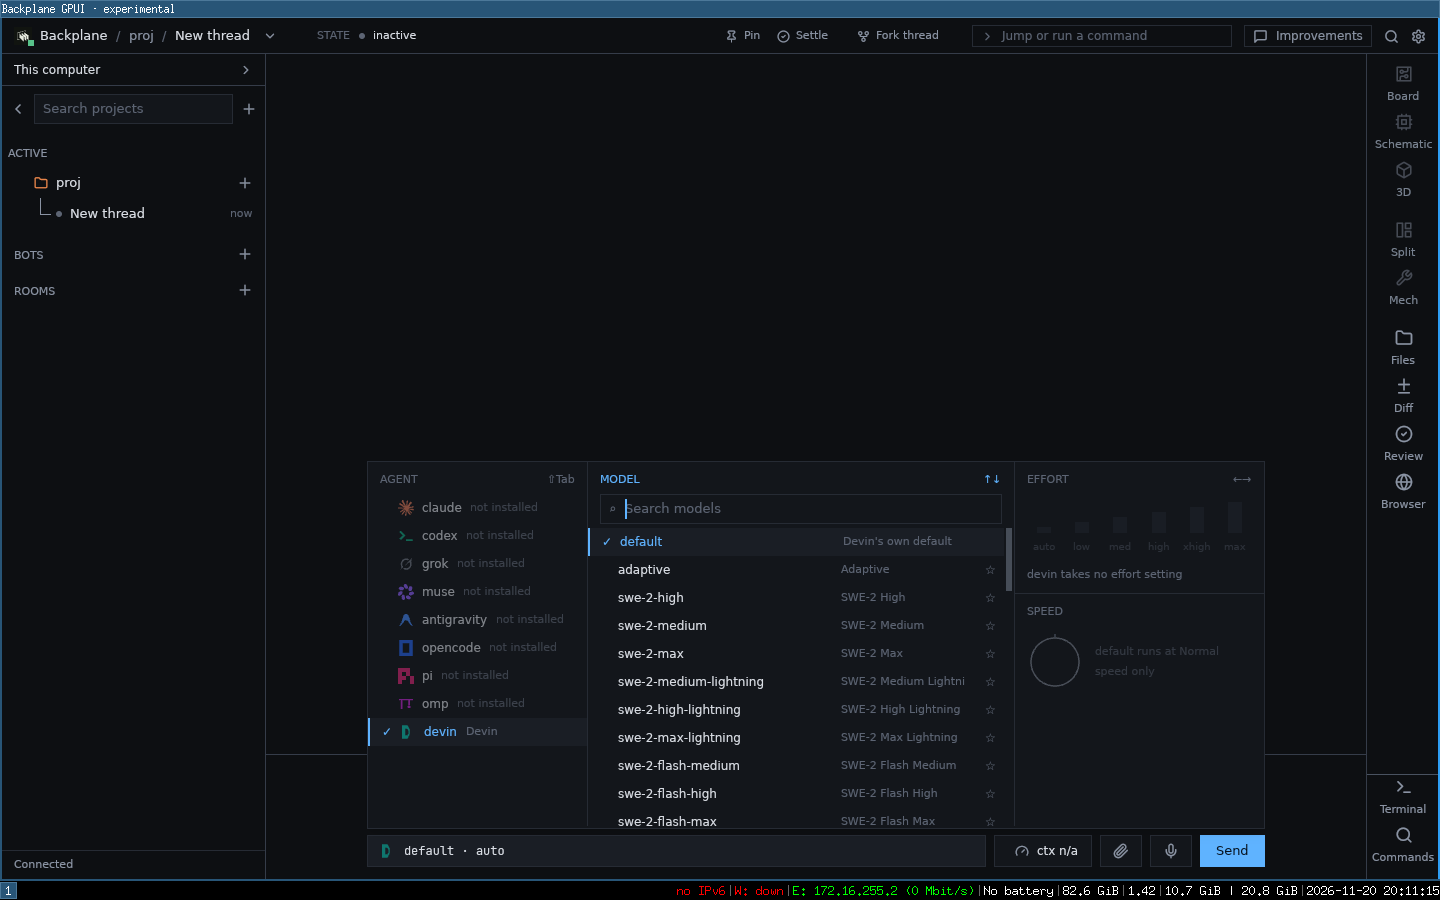 Backplane GPUI · experimental
Backplane / proj / New thread
STATE ● inactive
Pin
Settle
Fork thread
Jump or run a command
Improvements
This computer
Search projects
ACTIVE
proj
New thread now
BOTS
ROOMS
Connected
AGENT ⇧Tab
claude not installed
codex not installed
grok not installed
muse not installed
antigravity not installed
opencode not installed
pi not installed
omp not installed
✓ devin Devin
MODEL ↑↓
Search models
✓ default Devin's own default
adaptive Adaptive ☆
swe-2-high SWE-2 High ☆
swe-2-medium SWE-2 Medium ☆
swe-2-max SWE-2 Max ☆
swe-2-medium-lightning SWE-2 Medium Lightni ☆
swe-2-high-lightning SWE-2 High Lightning ☆
swe-2-max-lightning SWE-2 Max Lightning ☆
swe-2-flash-medium SWE-2 Flash Medium ☆
swe-2-flash-high SWE-2 Flash High ☆
swe-2-flash-max SWE-2 Flash Max ☆
EFFORT ←→
auto low med high xhigh max
devin takes no effort setting
SPEED
default runs at Normal
speed only
default · auto
ctx n/a
Send
Board
Schematic
3D
Split
Mech
Files
Diff
Review
Browser
Terminal
Commands
1
no IPv6|W: down|E: 172.16.255.2 (0 Mbit/s)|No battery|82.6 GiB|1.42|10.7 GiB | 20.8 GiB|2026-11-20 20:11:15